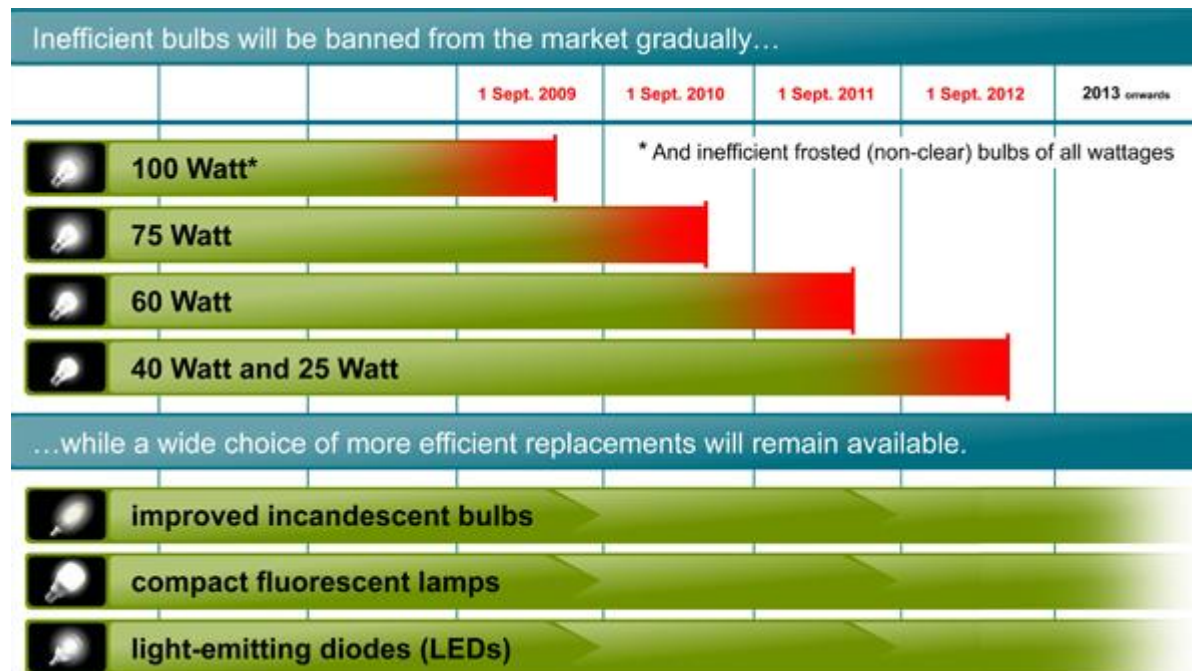 Inefficient bulbs will be banned from the market gradually…
1 Sept. 2009 1 Sept. 2010 1 Sept. 2011 1 Sept. 2012 2013 onwards
* And inefficient frosted (non-clear) bulbs of all wattages
100 Watt*
75 Watt
60 Watt
40 Watt and 25 Watt
…while a wide choice of more efficient replacements will remain available.
improved incandescent bulbs
compact fluorescent lamps
light-emitting diodes (LEDs)